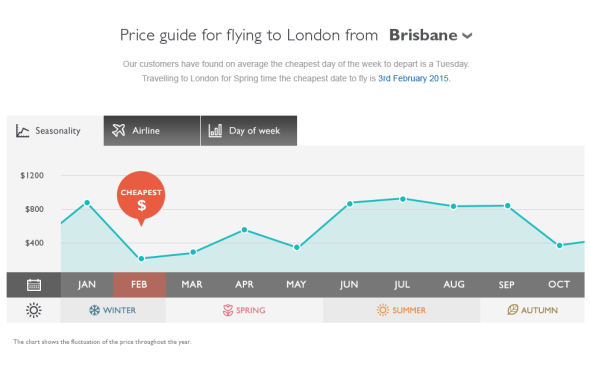 Price guide for flying to London from Brisbane
Our customers have found on average the cheapest day of the week to depart is a Tuesday.
Travelling to London for Spring time the cheapest date to fly is 3rd February 2015.
Seasonality Airline Day of week
$1200
CHEAPEST
$
$800
$400
JAN FEB MAR APR MAY JUN JUL AUG SEP OCT
WINTER SPRING SUMMER AUTUMN
The chart shows the fluctuation of the price throughout the year.